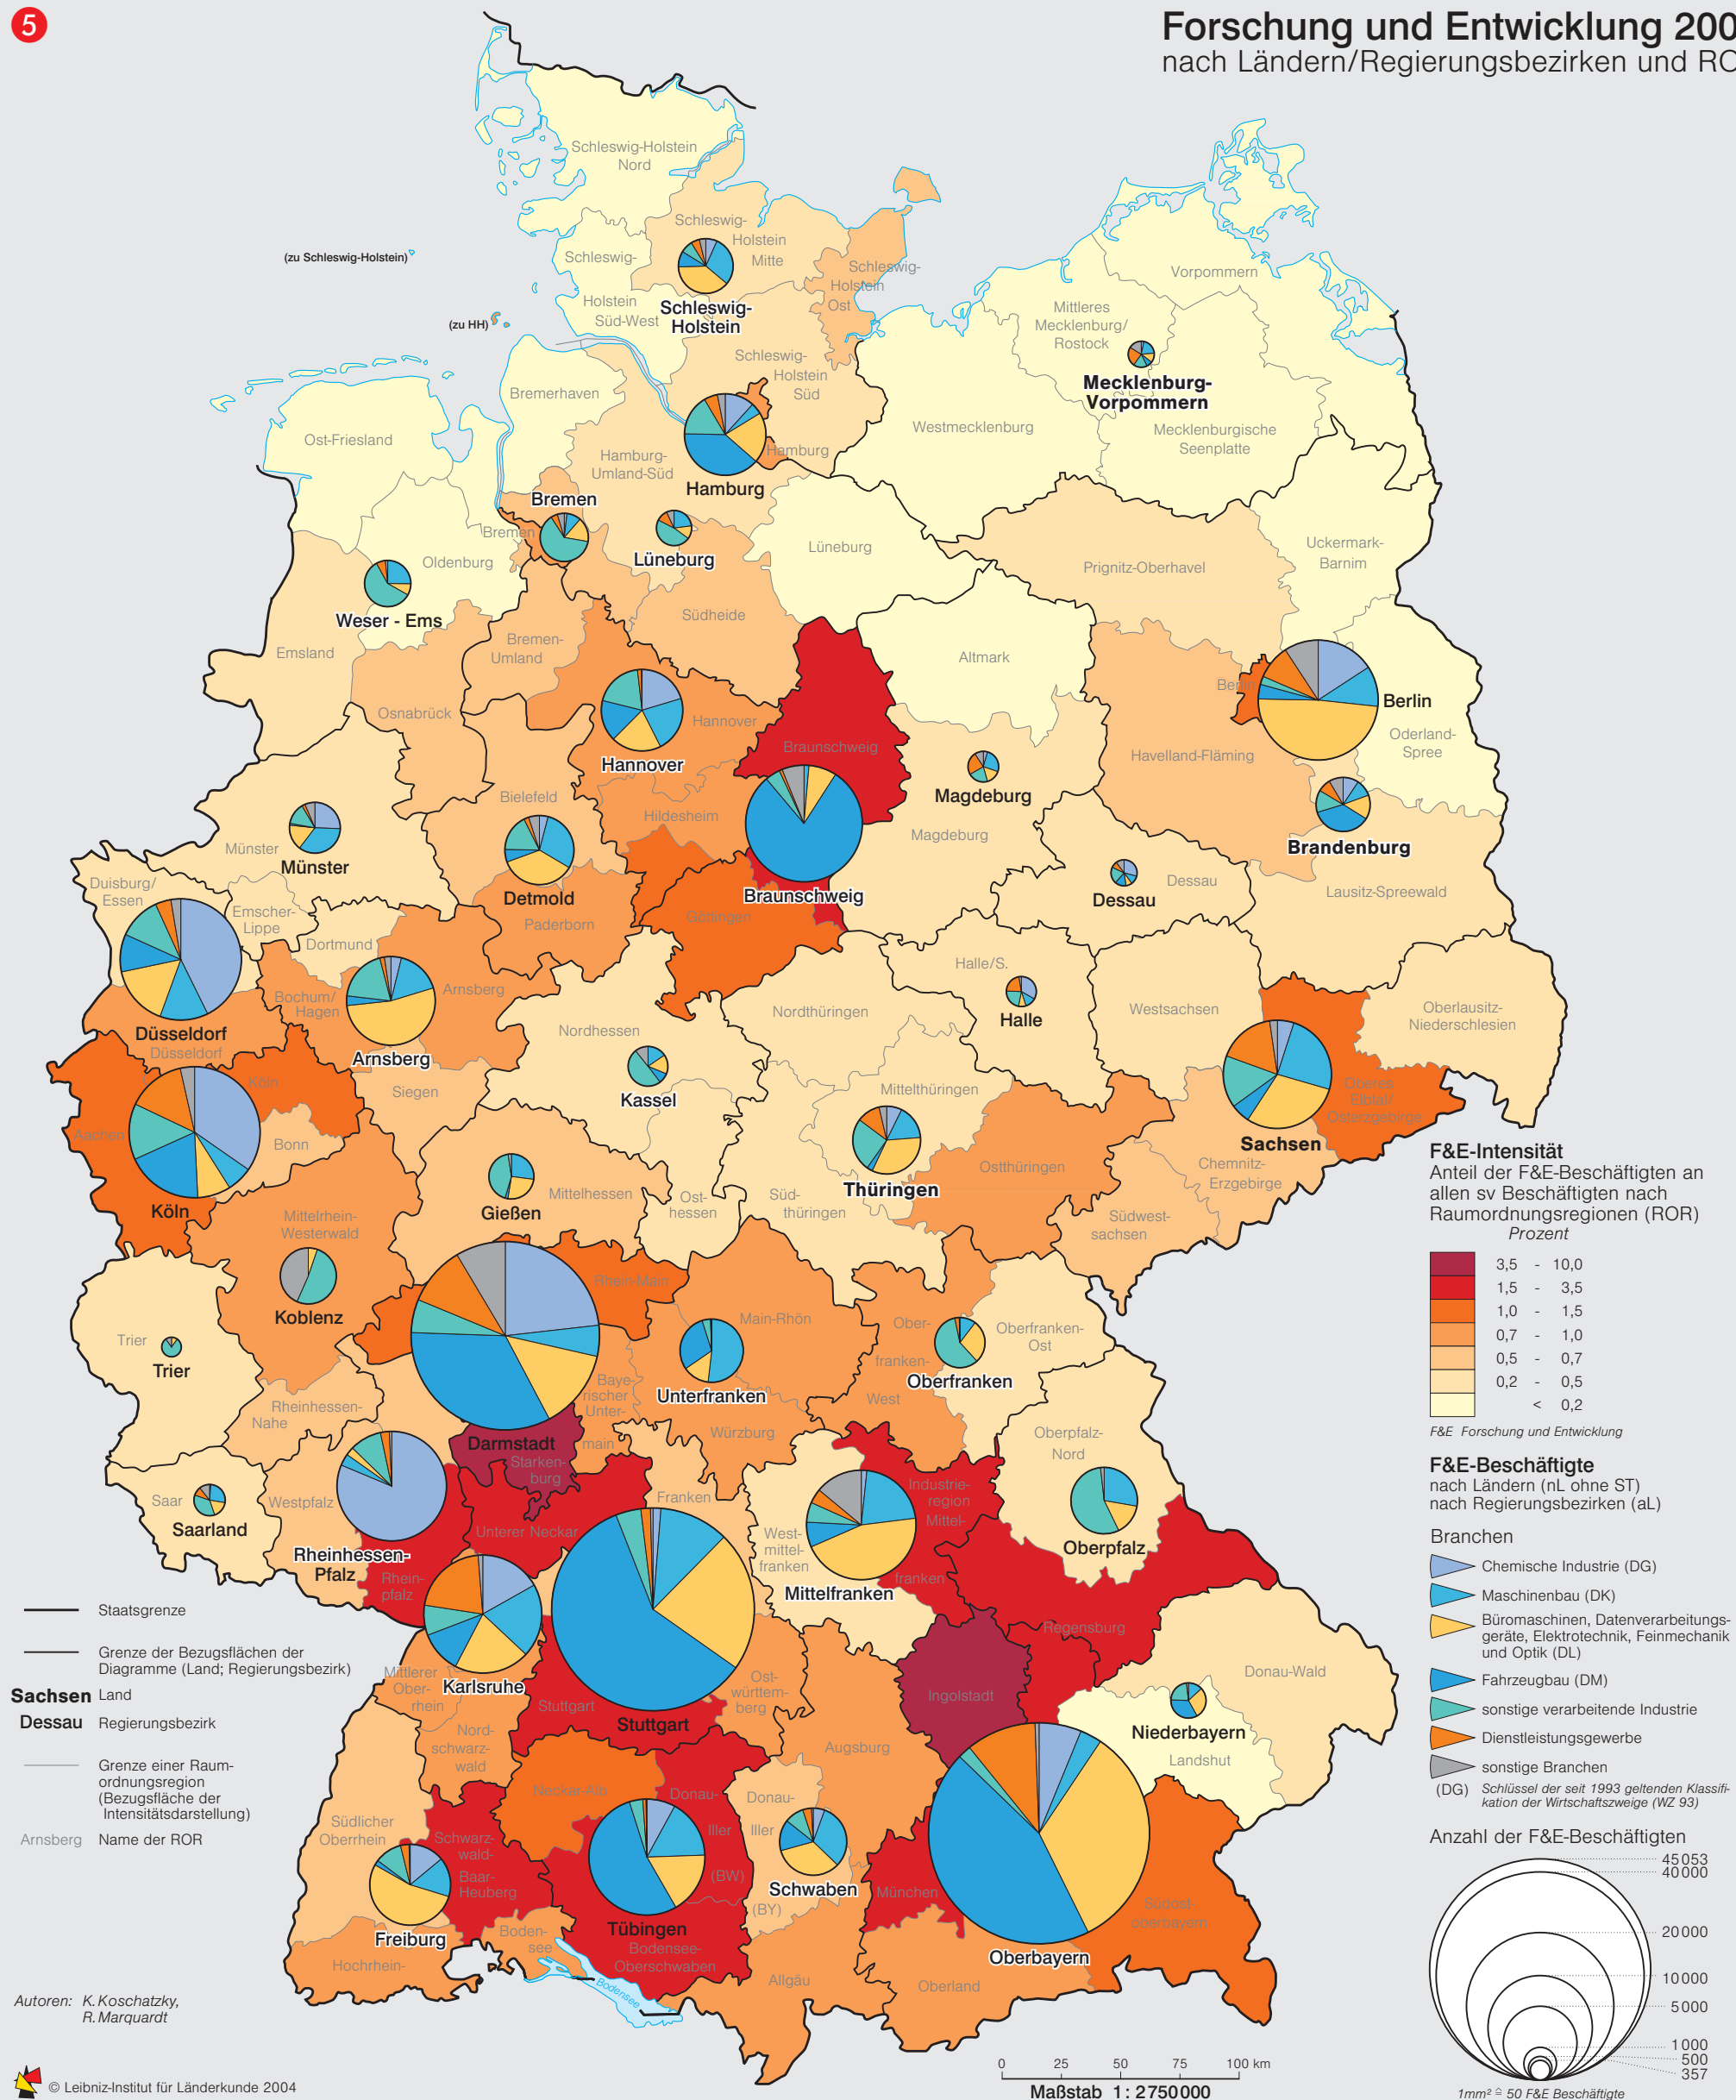 5
Forschung und Entwicklung 200
nach Ländern/Regierungsbezirken und RO
Schleswig-Holstein
Nord
Schleswig-
Holstein
Mitte
Schleswig-
Holstein
Süd-West
Schleswig-
Holstein
Ost
(zu Schleswig-Holstein)
(zu HH)
Schleswig-
Holstein
Schleswig-
Holstein
Süd
Vorpommern
Mittleres
Mecklenburg/
Rostock
Mecklenburg-
Vorpommern
Westmecklenburg
Mecklenburgische
Seenplatte
Bremerhaven
Ost-Friesland
Hamburg-
Umland-Süd
Hamburg
Hamburg
Bremen
Bremen
Lüneburg
Lüneburg
Oldenburg
Weser - Ems
Emsland
Südheide
Bremen-
Umland
Osnabrück
Prignitz-Oberhavel
Uckermark-
Barnim
Altmark
Berlin
Berlin
Havelland-Fläming
Oderland-
Spree
Hannover
Hannover
Braunschweig
Braunschweig
Magdeburg
Magdeburg
Brandenburg
Lausitz-Spreewald
Bielefeld
Hildesheim
Münster
Münster
Detmold
Paderborn
Göttingen
Dessau
Dessau
Duisburg/
Essen
Emscher-
Lippe
Dortmund
Bochum/
Hagen
Arnsberg
Arnsberg
Düsseldorf
Düsseldorf
Halle/S.
Halle
Westsachsen
Oberlausitz-
Niederschlesien
Nordhessen
Nordthüringen
Kassel
Mittelthüringen
Köln
Köln
Aachen
Bonn
Siegen
Oberes
Elbtal/
Osterzgebirge
Sachsen
Chemnitz-
Erzgebirge
Südwest-
sachsen
Thüringen
Ostthüringen
Süd-
thüringen
Mittelhessen
Gießen
Ost-
hessen
Mittelrhein-
Westerwald
Koblenz
Rhein-Main
Main-Rhön
Ober-
franken-
West
Oberfranken-
Ost
Oberfranken
Trier
Trier
Unterfranken
Baye-
rischer
Unter-
main
Würzburg
Rheinhessen-
Nahe
Darmstadt
Starken-
burg
Oberpfalz-
Nord
Oberpfalz
Saar
Saarland
Westpfalz
Rheinhessen-
Pfalz
Rhein-
pfalz
Unterer Neckar
Franken
West-
mittel-
franken
Mittelfranken
Industrie-
region
Mittel-
franken
Regensburg
Donau-Wald
Niederbayern
Landshut
Ingolstadt
Karlsruhe
Mittlerer
Ober-
rhein
Nord-
schwarz-
wald
Stuttgart
Stuttgart
Ost-
württem-
berg
Augsburg
Neckar-Alb
Donau-
Iller
(BW)
Donau-
Iller
(BY)
Schwaben
Tübingen
Bodensee-
Oberschwaben
Südlicher
Oberrhein
Schwarz-
wald-
Baar-
Heuberg
Freiburg
Hochrhein-
Boden-
see
Bodensee
Allgäu
München
Oberbayern
Oberland
Südost-
oberbayern
F&E-Intensität
Anteil der F&E-Beschäftigten an
allen sv Beschäftigten nach
Raumordnungsregionen (ROR)
Prozent
3,5 - 10,0
1,5 - 3,5
1,0 - 1,5
0,7 - 1,0
0,5 - 0,7
0,2 - 0,5
< 0,2
F&E Forschung und Entwicklung
F&E-Beschäftigte
nach Ländern (nL ohne ST)
nach Regierungsbezirken (aL)
Branchen
Chemische Industrie (DG)
Maschinenbau (DK)
Büromaschinen, Datenverarbeitungs-
geräte, Elektrotechnik, Feinmechanik
und Optik (DL)
Fahrzeugbau (DM)
sonstige verarbeitende Industrie
Dienstleistungsgewerbe
sonstige Branchen
(DG) Schlüssel der seit 1993 geltenden Klassifi-
kation der Wirtschaftszweige (WZ 93)
Anzahl der F&E-Beschäftigten
45 053
40 000
20 000
10 000
5 000
1 000
500
357
1mm² ≙ 50 F&E Beschäftigte
Staatsgrenze
Grenze der Bezugsflächen der
Diagramme (Land; Regierungsbezirk)
Sachsen Land
Dessau Regierungsbezirk
Grenze einer Raum-
ordnungsregion
(Bezugsfläche der
Intensitätsdarstellung)
Arnsberg Name der ROR
Autoren: K. Koschatzky,
R. Marquardt
© Leibniz-Institut für Länderkunde 2004
0 25 50 75 100 km
Maßstab 1 : 2750000